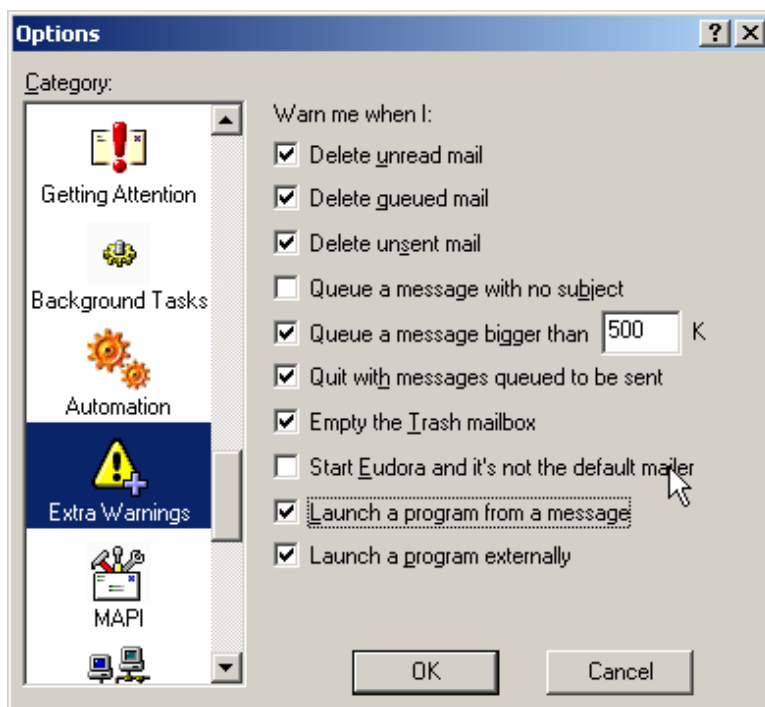 Options
Category:
Getting Attention
Background Tasks
Automation
Extra Warnings
MAPI
Warn me when I:
Delete unread mail
Delete queued mail
Delete unsent mail
Queue a message with no subject
Queue a message bigger than 500 K
Quit with messages queued to be sent
Empty the Trash mailbox
Start Eudora and it's not the default mailer
Launch a program from a message
Launch a program externally
OK
Cancel